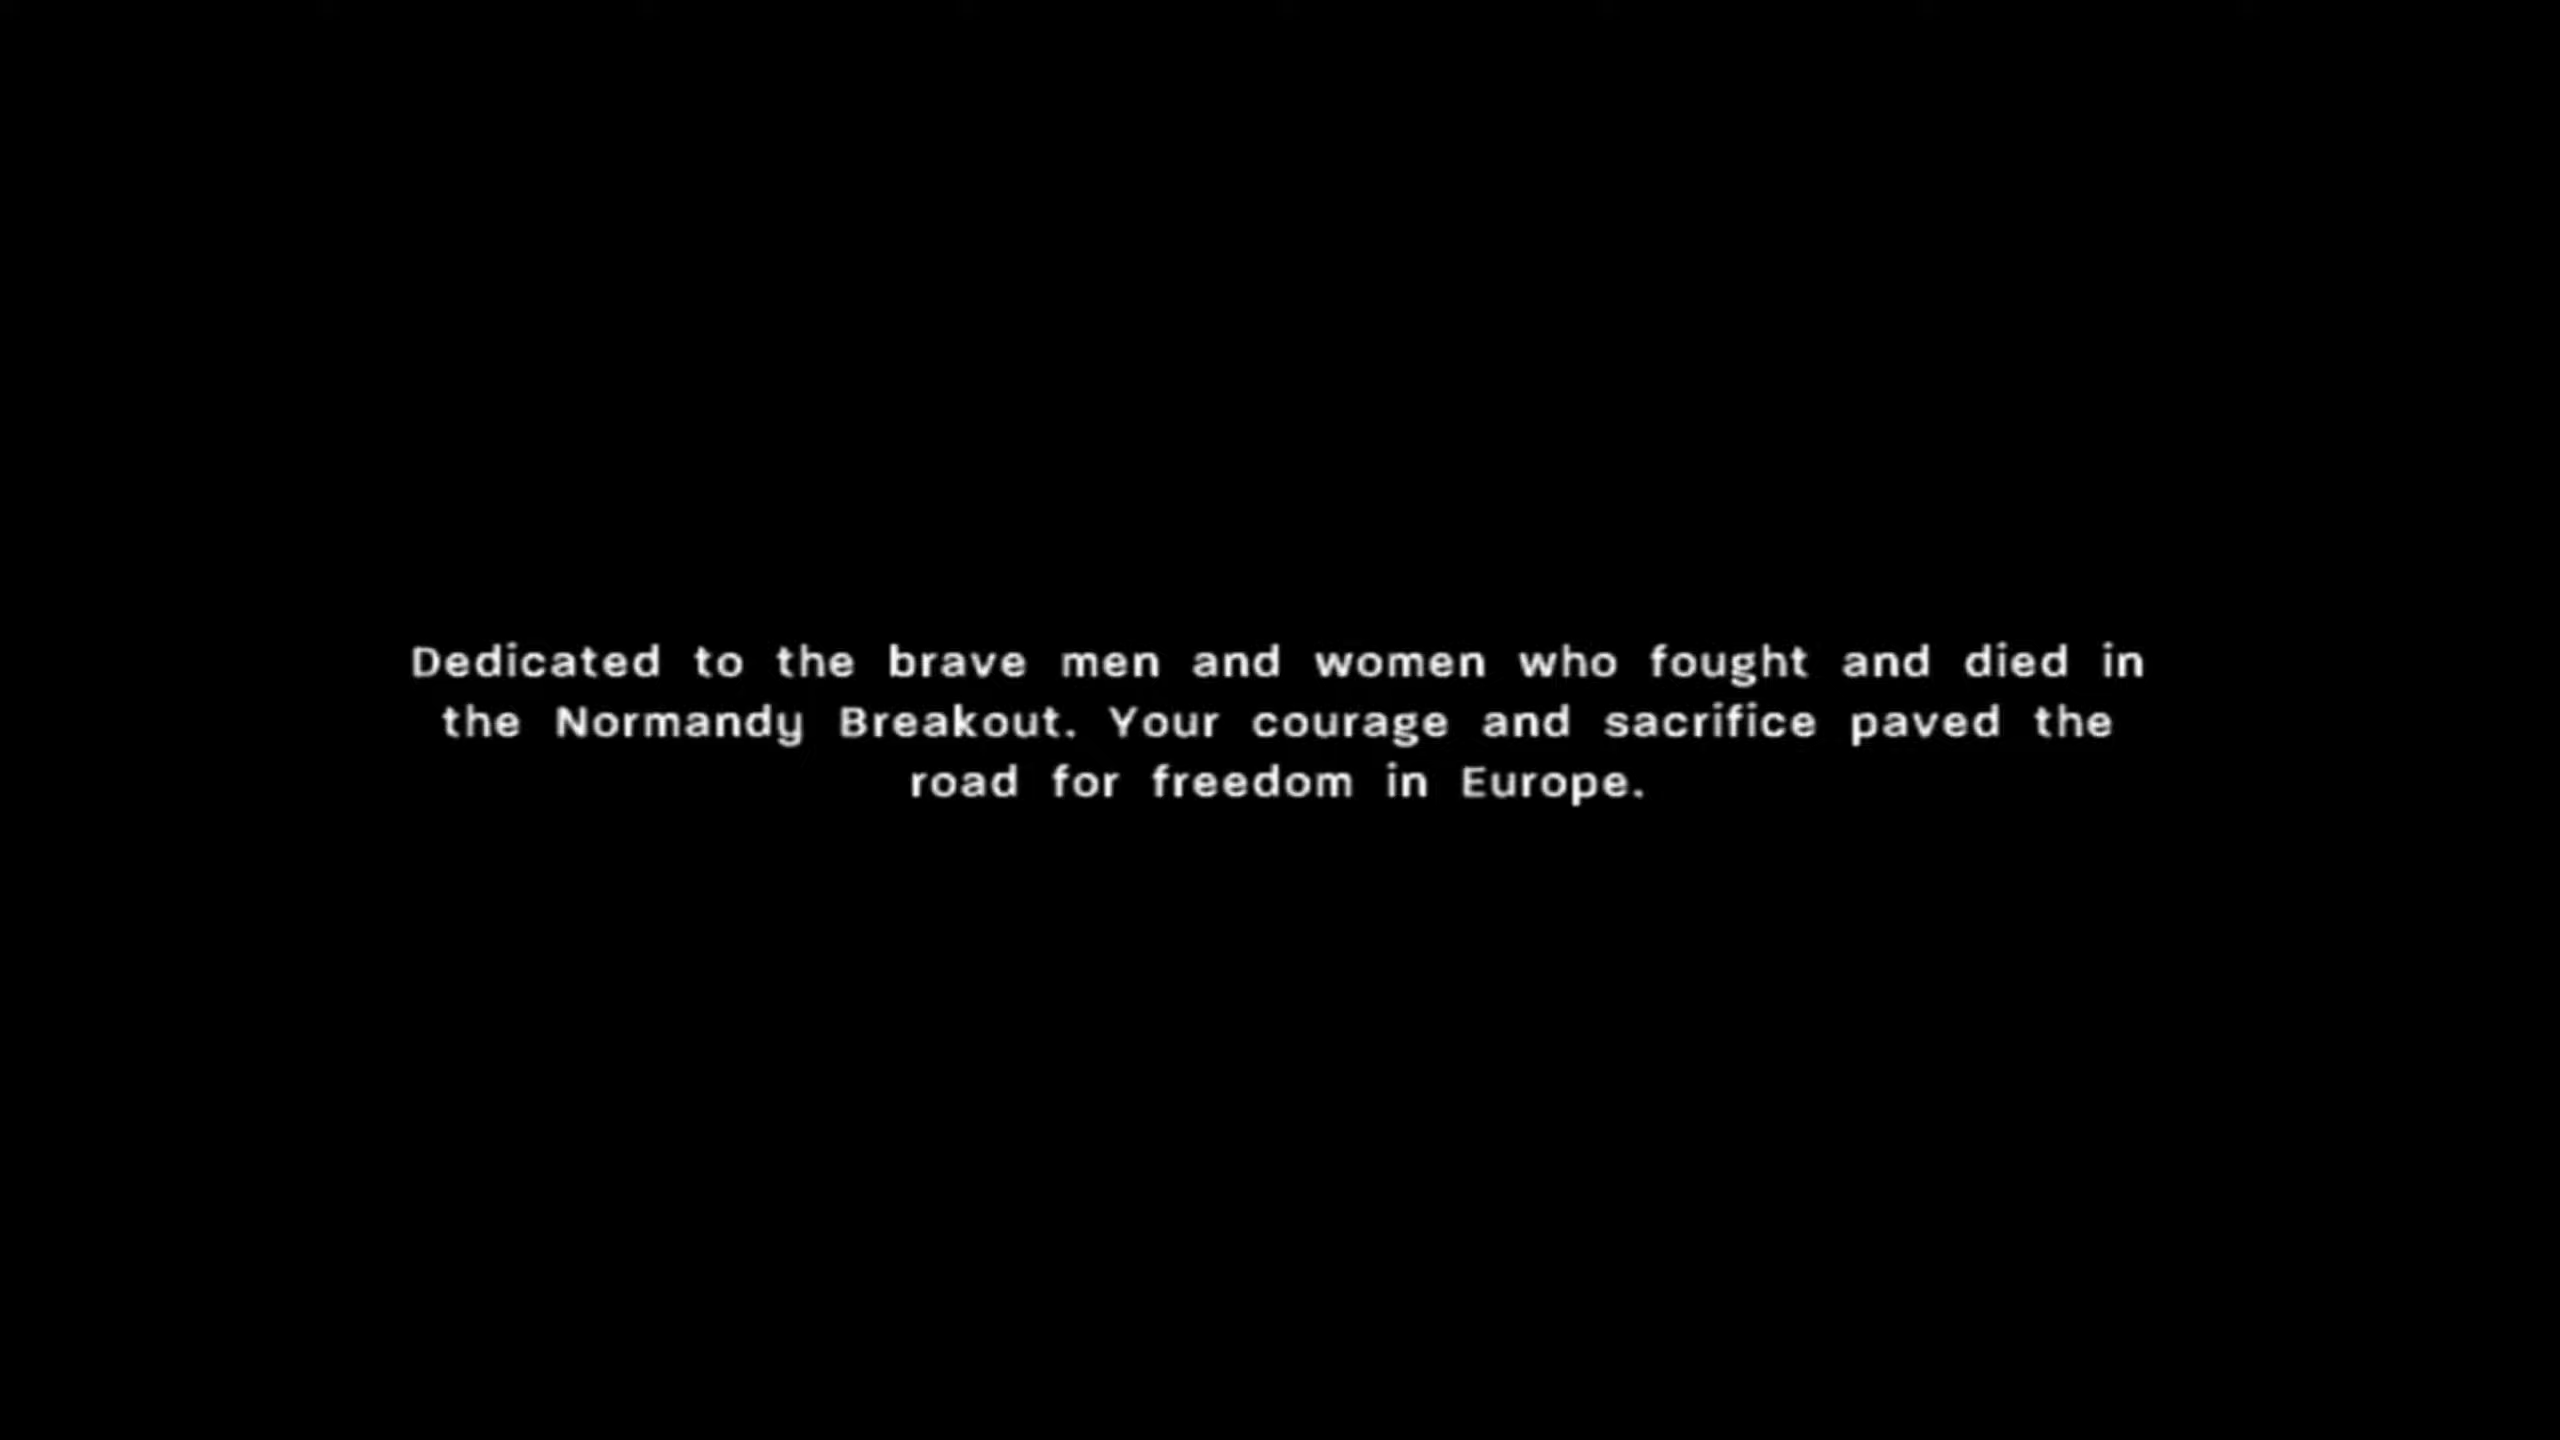 Dedicated to the brave men and women who fought and died in
the Normandy Breakout. Your courage and sacrifice paved the
road for freedom in Europe.